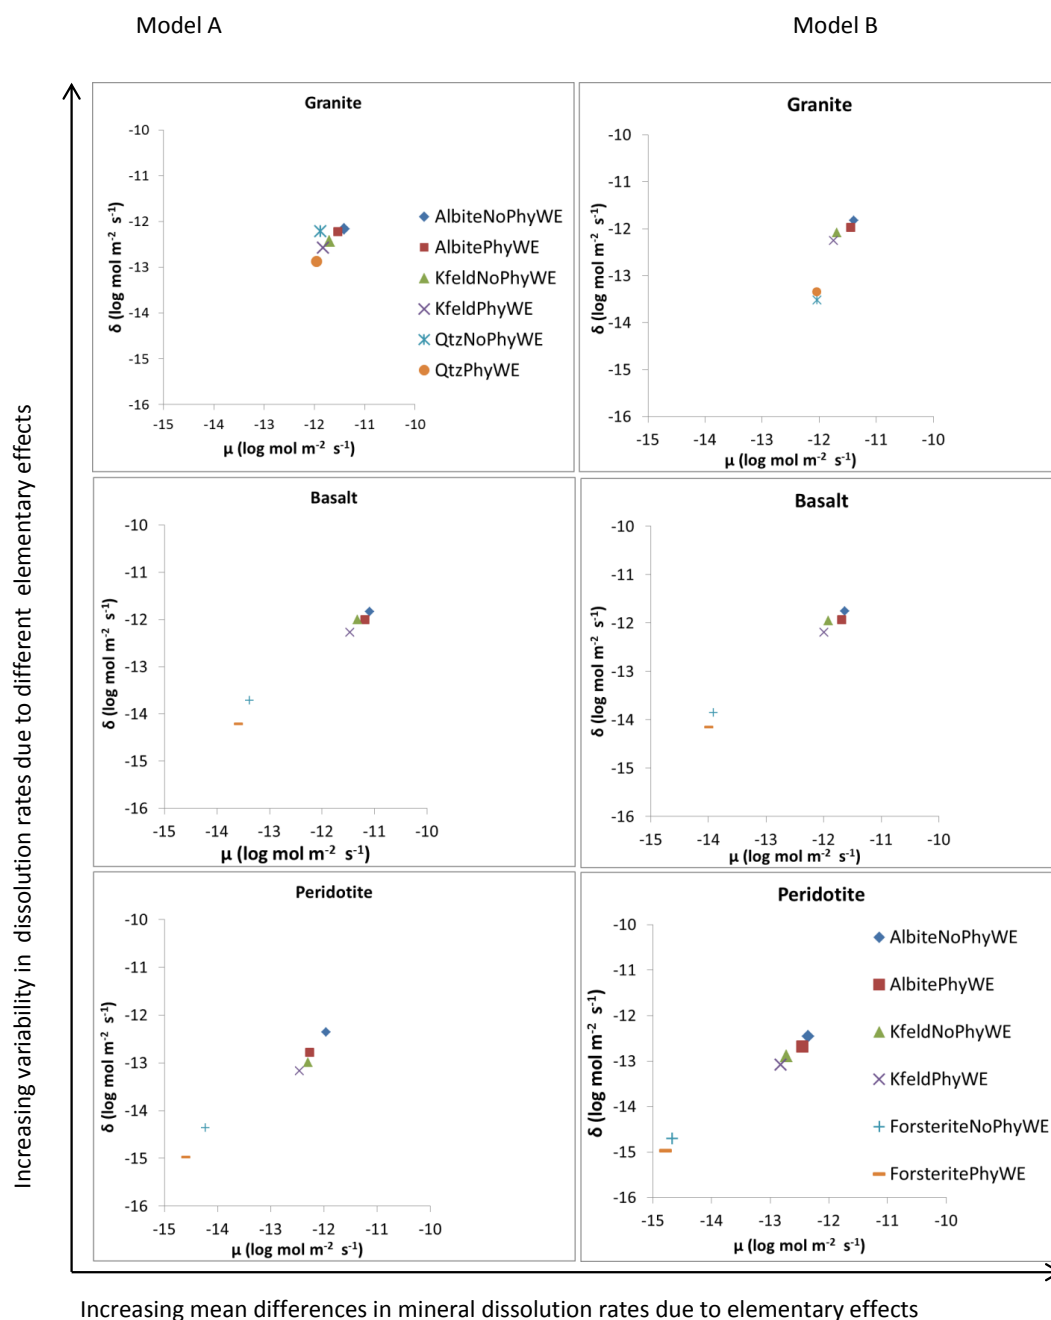 Model A
Model B
Increasing variability in dissolution rates due to different elementary effects
Granite
-10
-11
-12
-13
-14
-15
-16
δ (log mol m⁻² s⁻¹)
-15 -14 -13 -12 -11 -10
μ (log mol m⁻² s⁻¹)
AlbiteNoPhyWE
AlbitePhyWE
KfeldNoPhyWE
KfeldPhyWE
QtzNoPhyWE
QtzPhyWE
Granite
-10
-11
-12
-13
-14
-15
-16
δ (log mol m⁻² s⁻¹)
-15 -14 -13 -12 -11 -10
μ (log mol m⁻² s⁻¹)
Basalt
-10
-11
-12
-13
-14
-15
-16
δ (log mol m⁻² s⁻¹)
-15 -14 -13 -12 -11 -10
μ (log mol m⁻² s⁻¹)
Basalt
-10
-11
-12
-13
-14
-15
-16
δ (log mol m⁻² s⁻¹)
-15 -14 -13 -12 -11 -10
μ (log mol m⁻² s⁻¹)
Peridotite
-10
-11
-12
-13
-14
-15
-16
δ (log mol m⁻² s⁻¹)
-15 -14 -13 -12 -11 -10
μ (log mol m⁻² s⁻¹)
Peridotite
-10
-11
-12
-13
-14
-15
-16
δ (log mol m⁻² s⁻¹)
-15 -14 -13 -12 -11 -10
μ (log mol m⁻² s⁻¹)
AlbiteNoPhyWE
AlbitePhyWE
KfeldNoPhyWE
KfeldPhyWE
ForsteriteNoPhyWE
ForsteritePhyWE
Increasing mean differences in mineral dissolution rates due to elementary effects